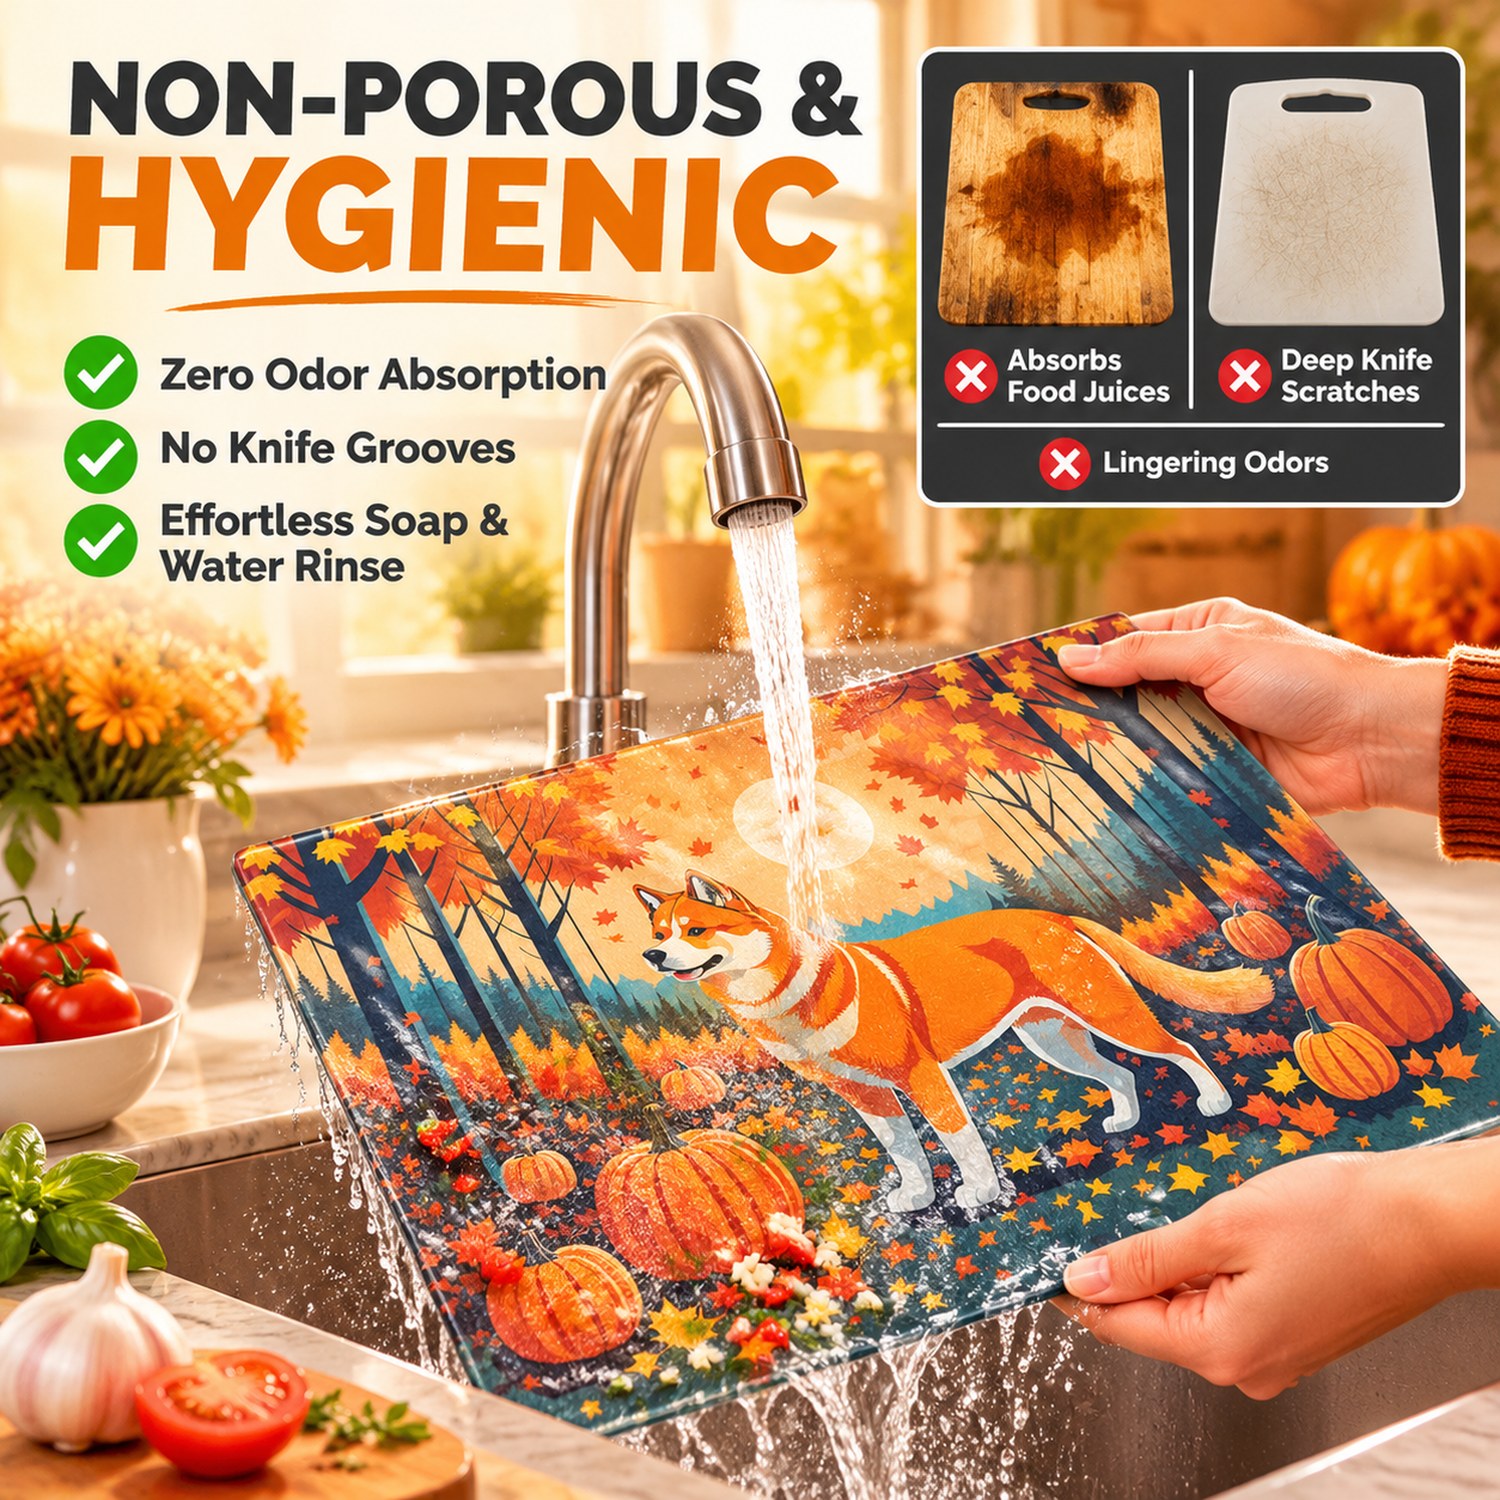 NON-POROUS &
HYGIENIC
Zero Odor Absorption
No Knife Grooves
Effortless Soap &
Water Rinse
Absorbs
Food Juices
Deep Knife
Scratches
Lingering Odors